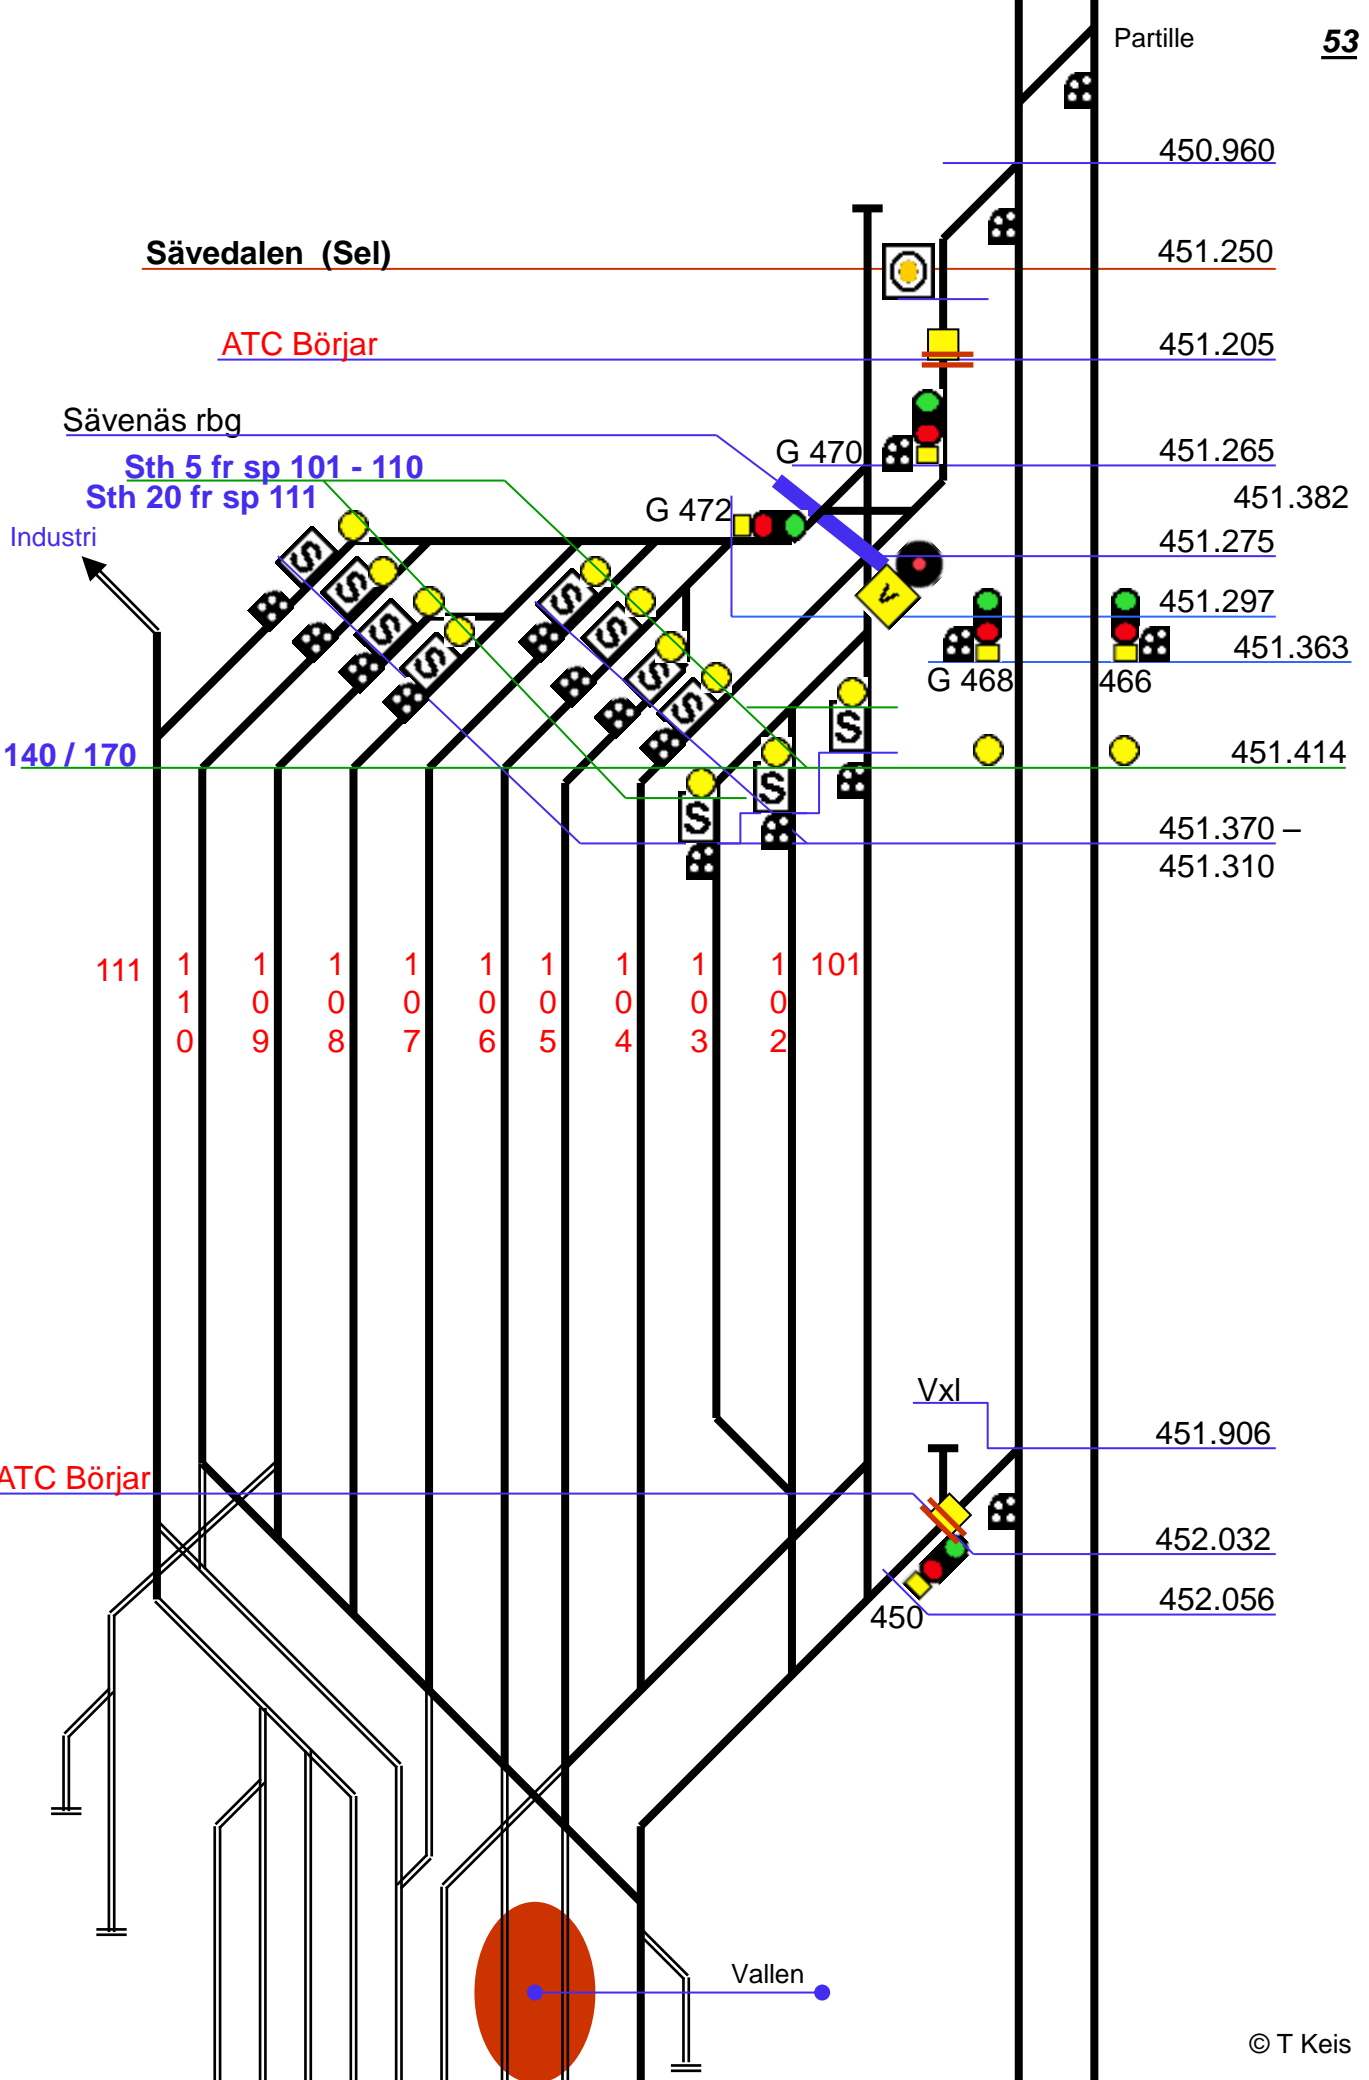 Partille
53
450.960
Sävedalen (Sel)
451.250
ATC Börjar
451.205
Sävenäs rbg
G 470
451.265
Sth 5 fr sp 101 - 110
Sth 20 fr sp 111
G 472
451.382
Industri
451.275
V
451.297
S
S
S
S
S
S
S
S
451.363
G 468
466
S
140 / 170
451.414
S
S
451.370 –
451.310
111
110
109
108
107
106
105
104
103
102
101
Vxl
451.906
ATC Börjar
452.032
452.056
450
Vallen
© T Keis